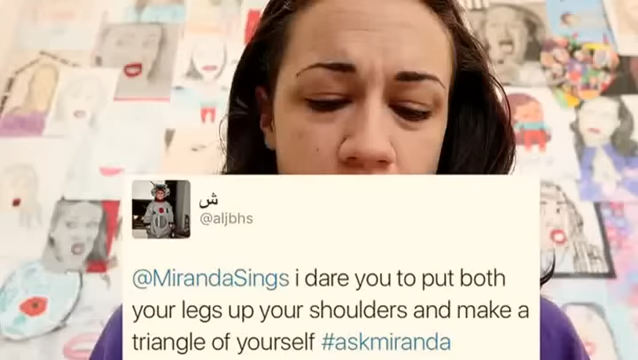 ش
@aljbhs
@MirandaSings i dare you to put both
your legs up your shoulders and make a
triangle of yourself #askmiranda